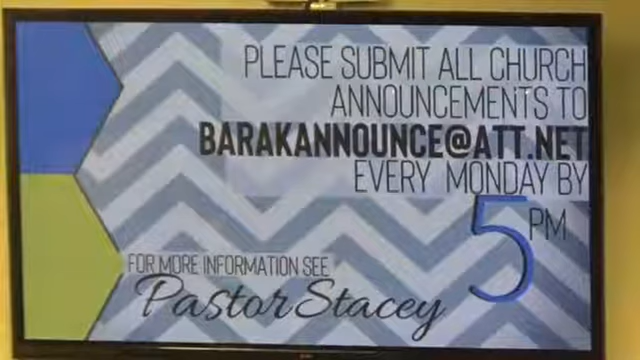 PLEASE SUBMIT ALL CHURCH
ANNOUNCEMENTS TO
BARAKANNOUNCE@ATT.NET
EVERY MONDAY BY
5 PM
FOR MORE INFORMATION SEE
Pastor Stacey